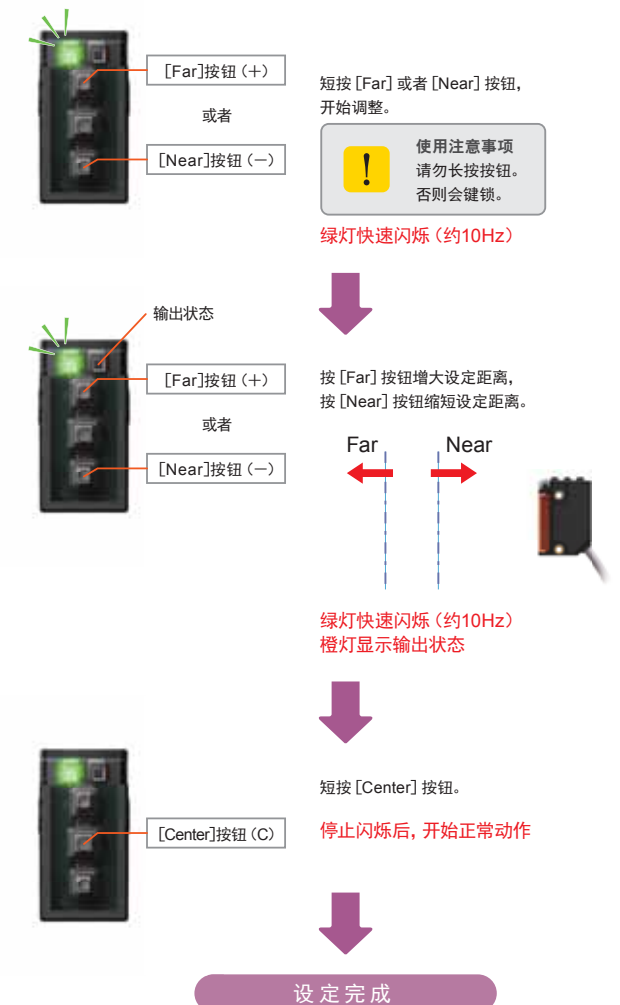 [Far]按钮（＋）
或者
[Near]按钮（－）
短按 [Far] 或者 [Near] 按钮，
开始调整。
!
使用注意事项
请勿长按按钮。
否则会键锁。
绿灯快速闪烁（约10Hz）
输出状态
[Far]按钮（＋）
或者
[Near]按钮（－）
按 [Far] 按钮增大设定距离，
按 [Near] 按钮缩短设定距离。
Far Near
绿灯快速闪烁（约10Hz）
橙灯显示输出状态
[Center]按钮（C）
短按 [Center] 按钮。
停止闪烁后，开始正常动作
设定完成